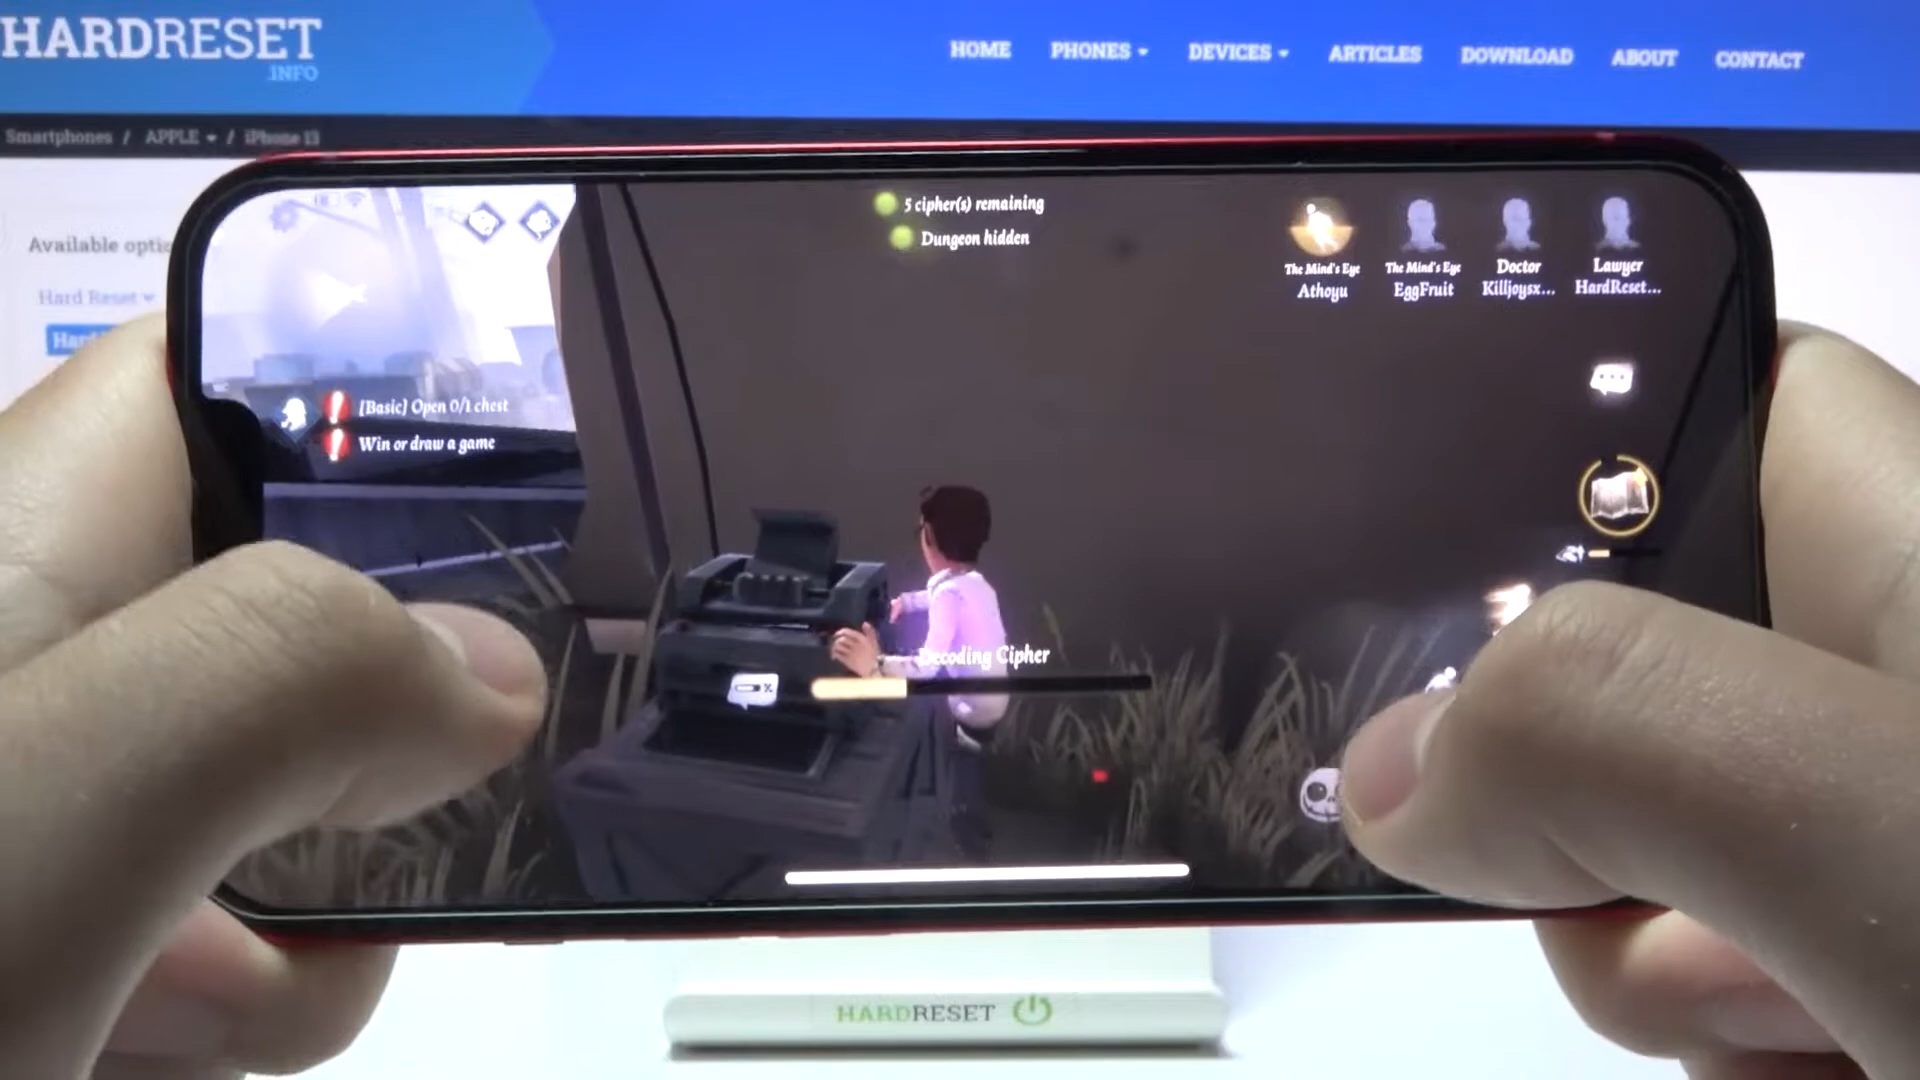 HARDRESET
.INFO
HOME PHONES DEVICES ARTICLES DOWNLOAD ABOUT CONTACT
Smartphones / APPLE / iPhone 13
Available
Hard Reset
5 cipher(s) remaining
Dungeon hidden
The Mind's Eye
Athoyu
The Mind's Eye
EggFruit
Doctor
Killjoysx...
Lawyer
HardReset...
[Basic] Open 0/1 chest
Win or draw a game
Decoding Cipher
HARDRESET